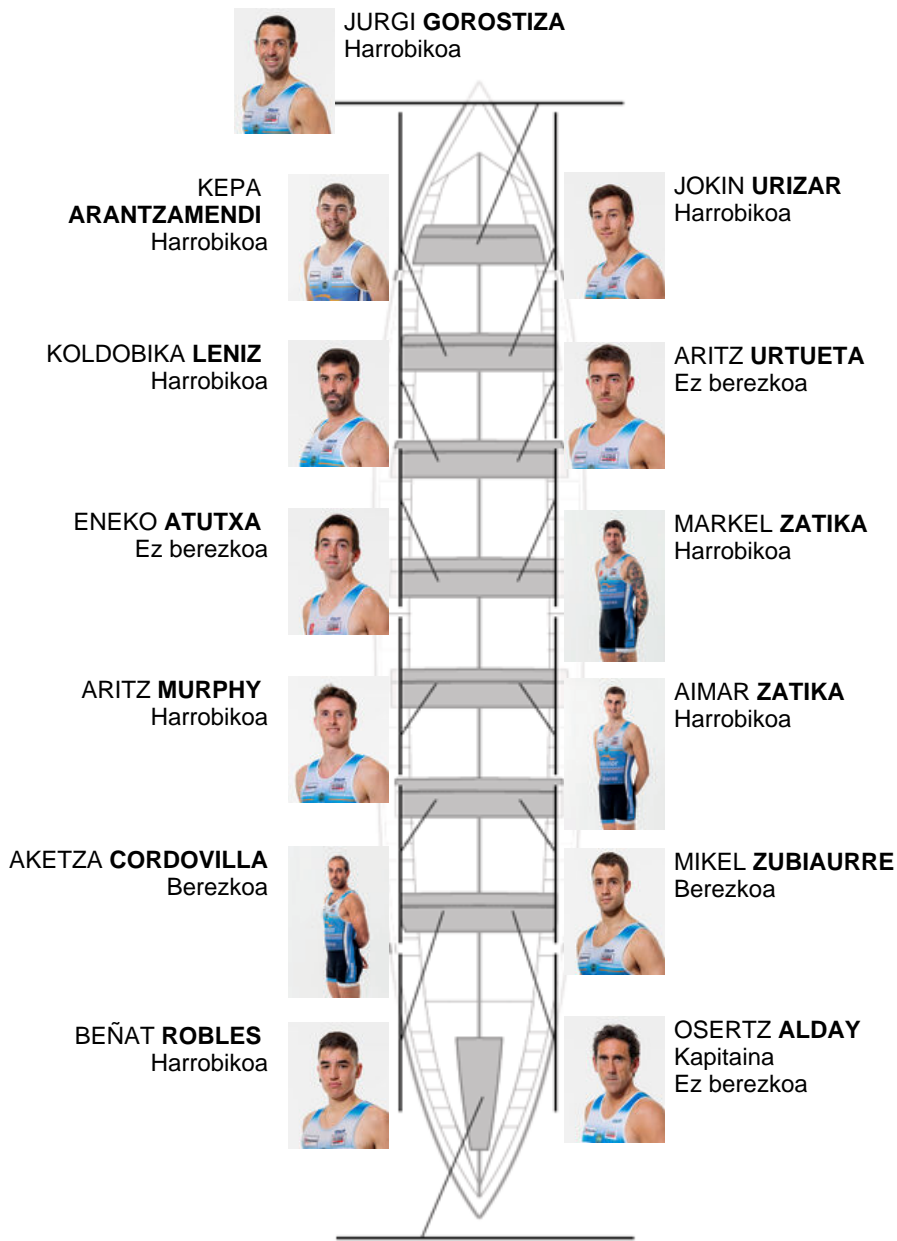 JURGI GOROSTIZA
Harrobikoa
KEPA
ARANTZAMENDI
Harrobikoa
JOKIN URIZAR
Harrobikoa
KOLDOBIKA LENIZ
Harrobikoa
ARITZ URTUETA
Ez berezkoa
ENEKO ATUTXA
Ez berezkoa
MARKEL ZATIKA
Harrobikoa
ARITZ MURPHY
Harrobikoa
AIMAR ZATIKA
Harrobikoa
AKETZA CORDOVILLA
Berezkoa
MIKEL ZUBIAURRE
Berezkoa
BEÑAT ROBLES
Harrobikoa
OSERTZ ALDAY
Kapitaina
Ez berezkoa